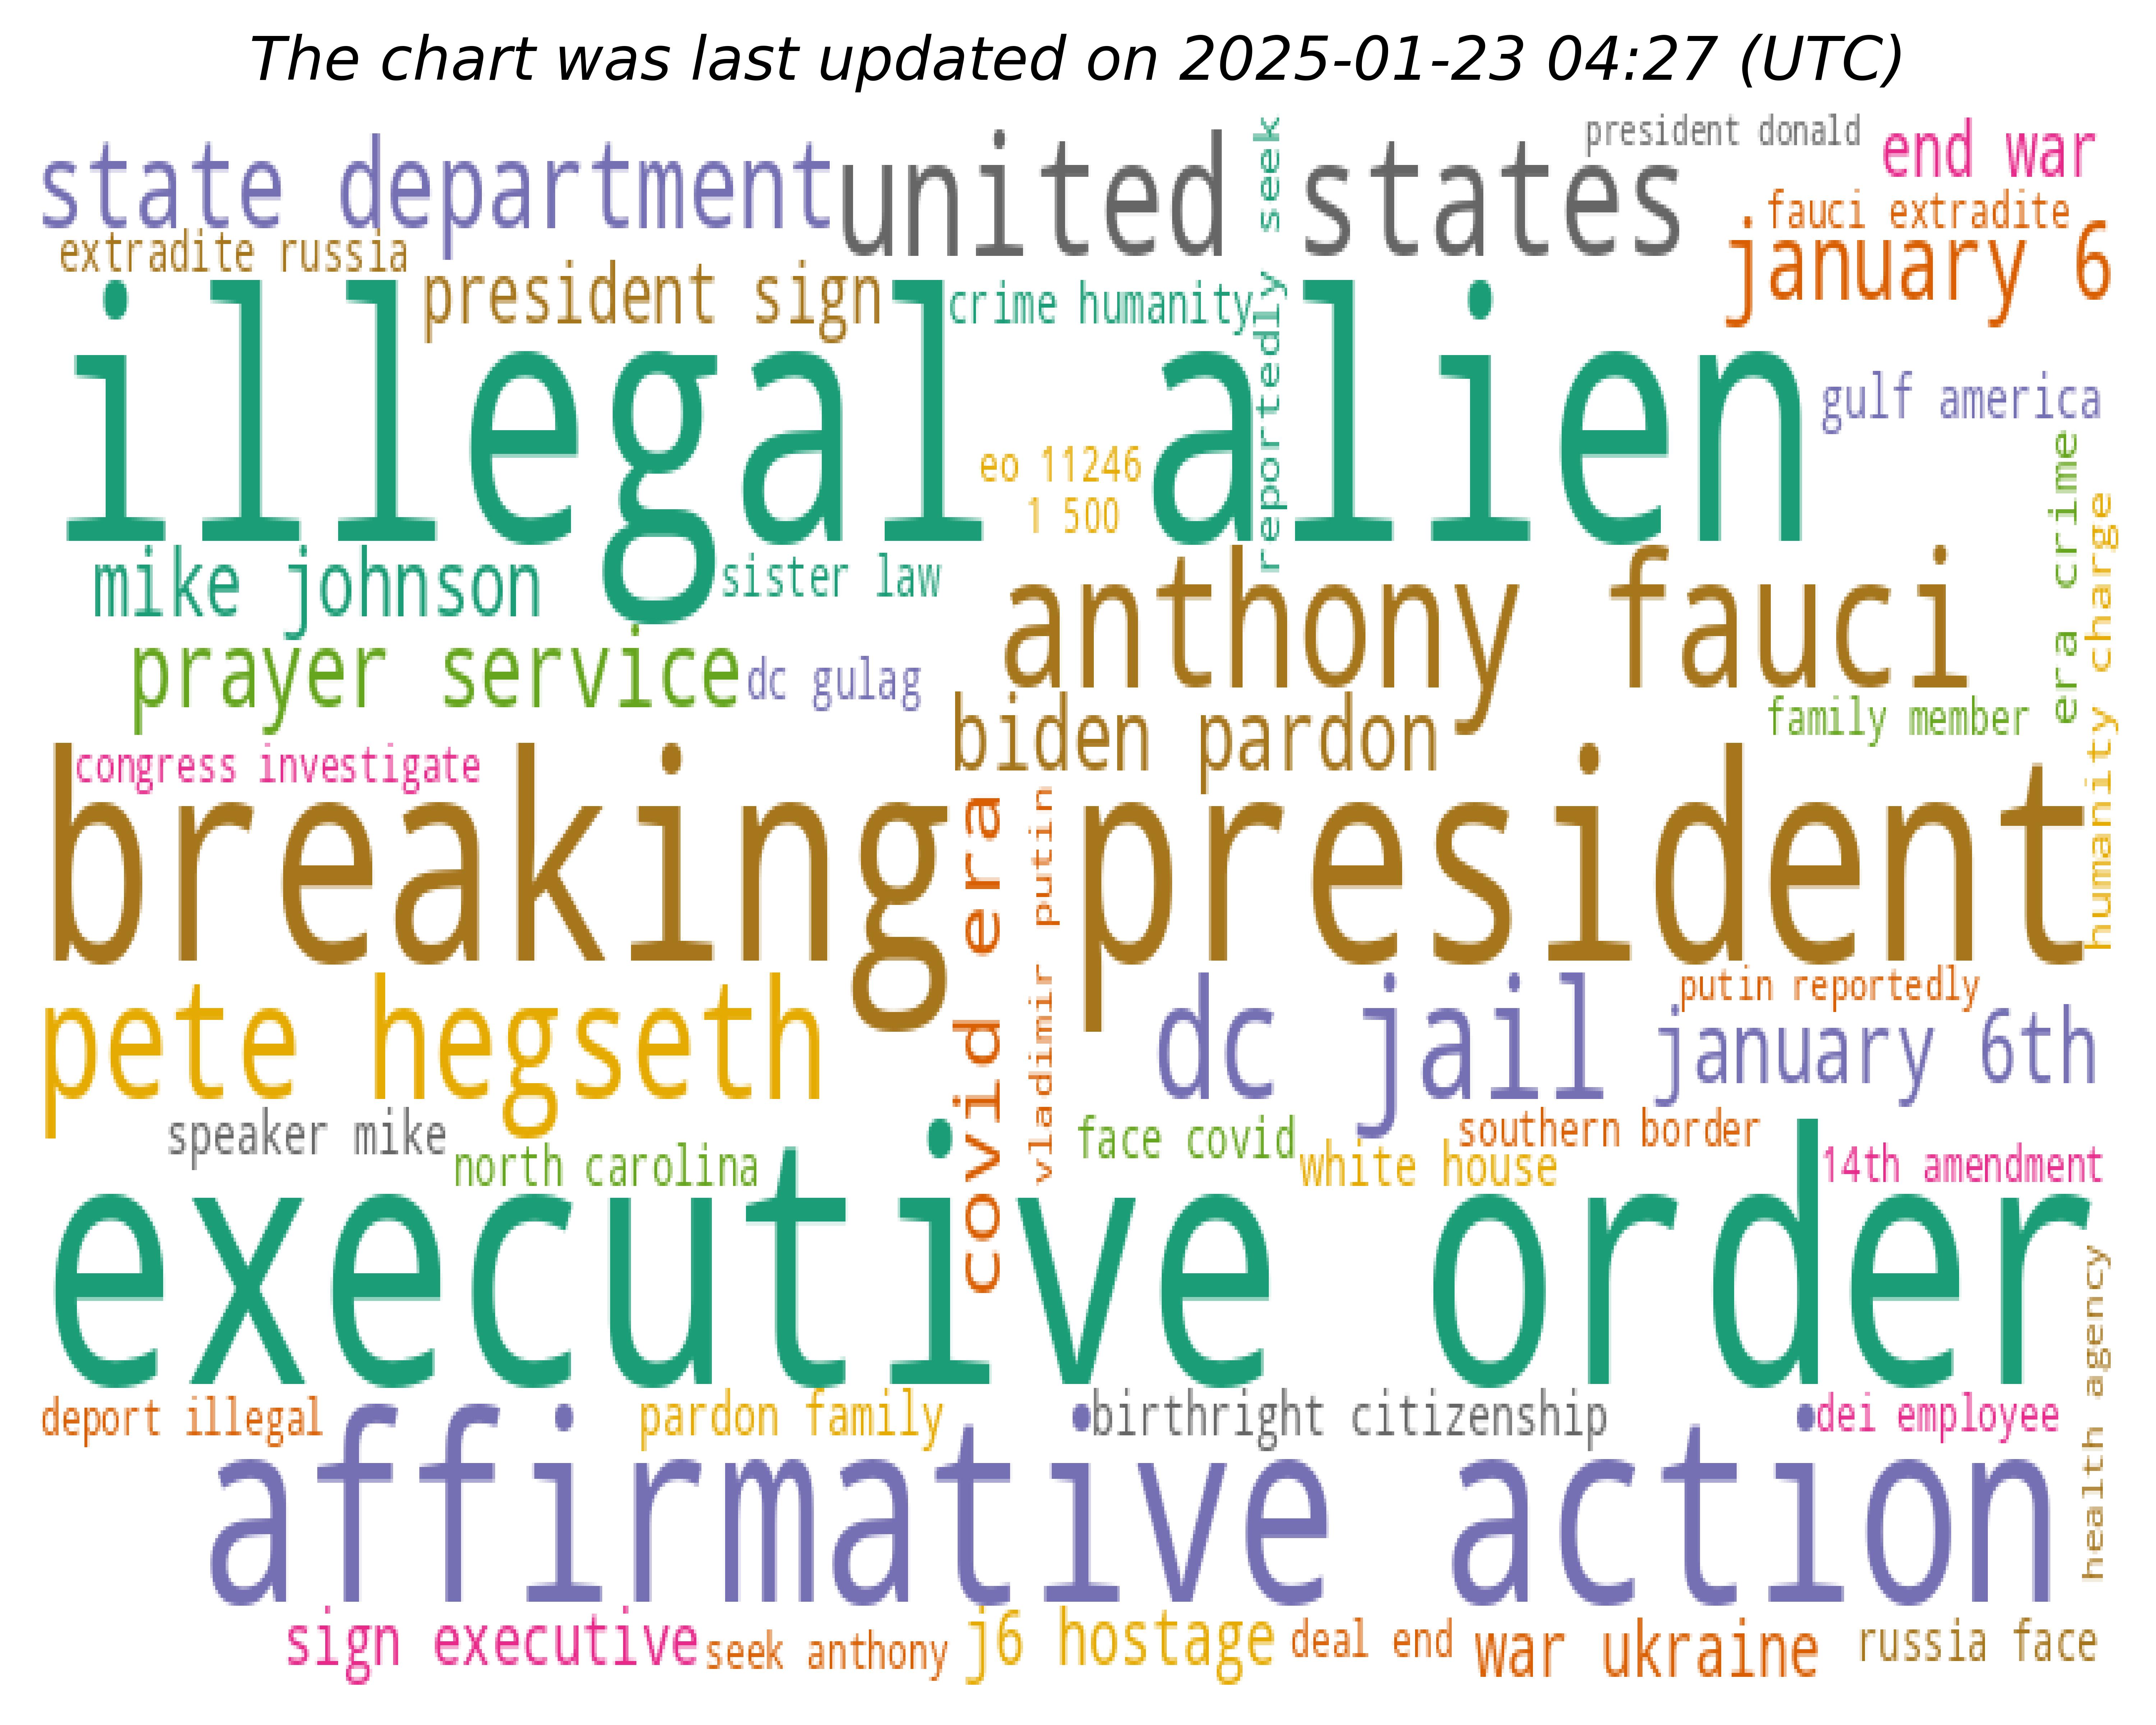 The chart was last updated on 2025-01-23 04:27 (UTC)
president donald
end war
state department
united states
reportedly seek
fauci extradite
january 6
extradite russia
president sign
crime humanity
illegal alien
gulf america
eo 11246
1 500
era crime
humanity charge
mike johnson
sister law
anthony fauci
prayer service
dc gulag
biden pardon
family member
congress investigate
breaking president
covid era
vladimir putin
pete hegseth
dc jail
putin reportedly
january 6th
speaker mike
north carolina
face covid
white house
southern border
14th amendment
executive order
health agency
deport illegal
pardon family
birthright citizenship
dei employee
affirmative action
sign executive
seek anthony
j6 hostage
deal end
war ukraine
russia face